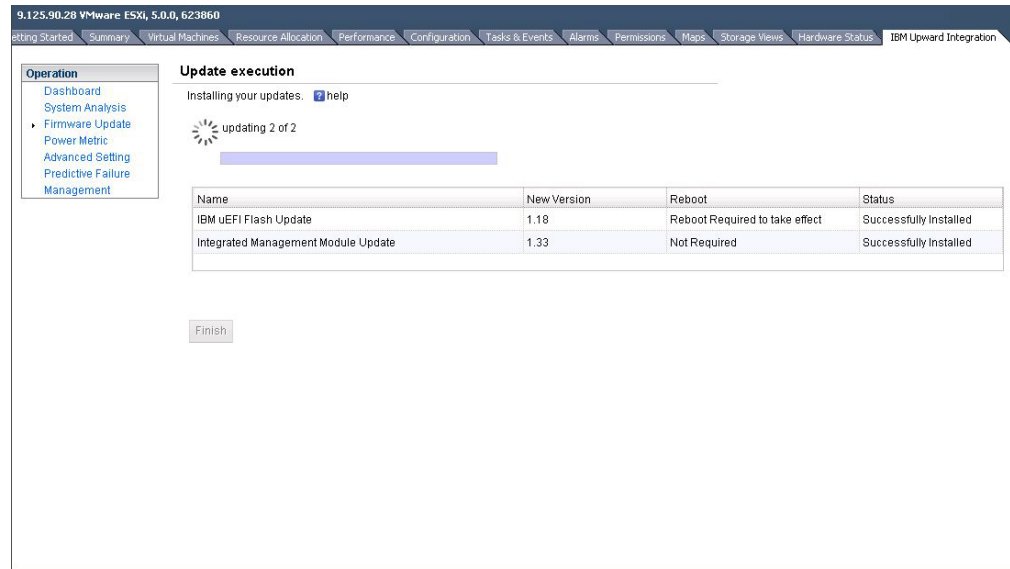 9.125.90.28 VMware ESXi, 5.0.0, 623860
etting Started Summary Virtual Machines Resource Allocation Performance Configuration Tasks & Events Alarms Permissions Maps Storage Views Hardware Status IBM Upward Integration
Operation
Dashboard
System Analysis
Firmware Update
Power Metric
Advanced Setting
Predictive Failure
Management
Update execution
Installing your updates. ? help
updating 2 of 2
Name New Version Reboot Status
IBM uEFI Flash Update 1.18 Reboot Required to take effect Successfully Installed
Integrated Management Module Update 1.33 Not Required Successfully Installed
Finish